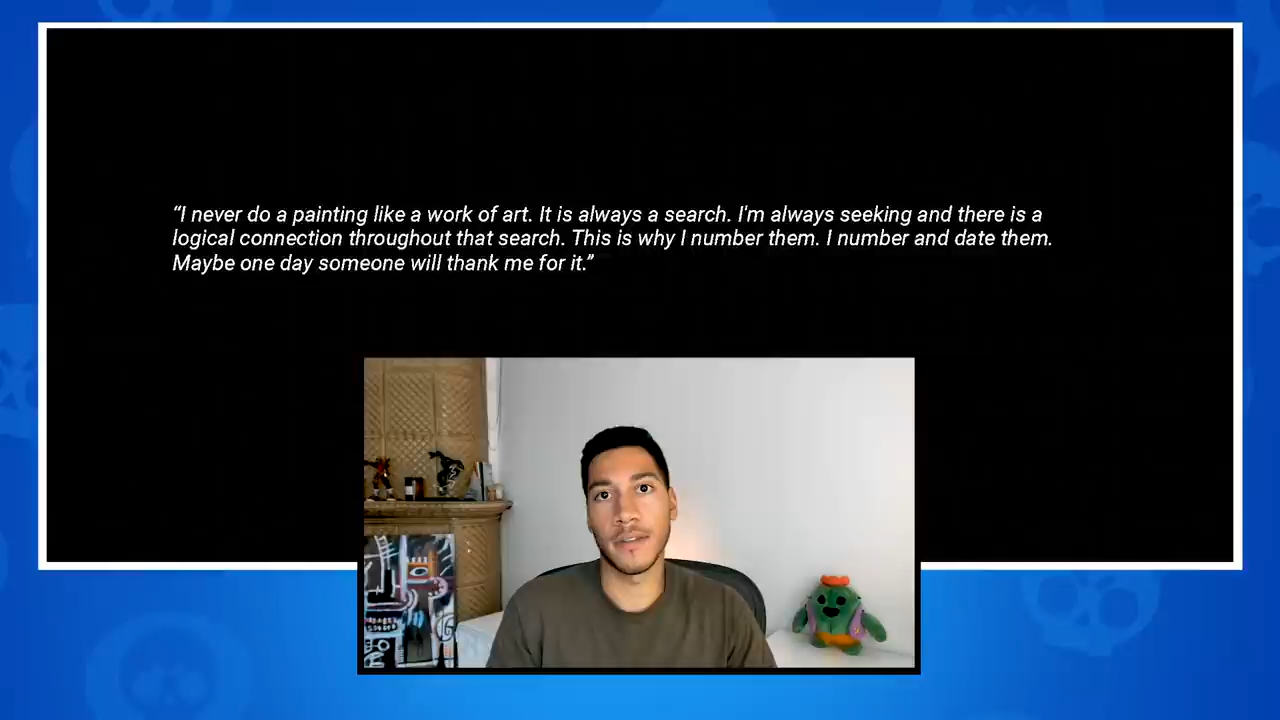 “I never do a painting like a work of art. It is always a search. I'm always seeking and there is a
logical connection throughout that search. This is why I number them. I number and date them.
Maybe one day someone will thank me for it.”